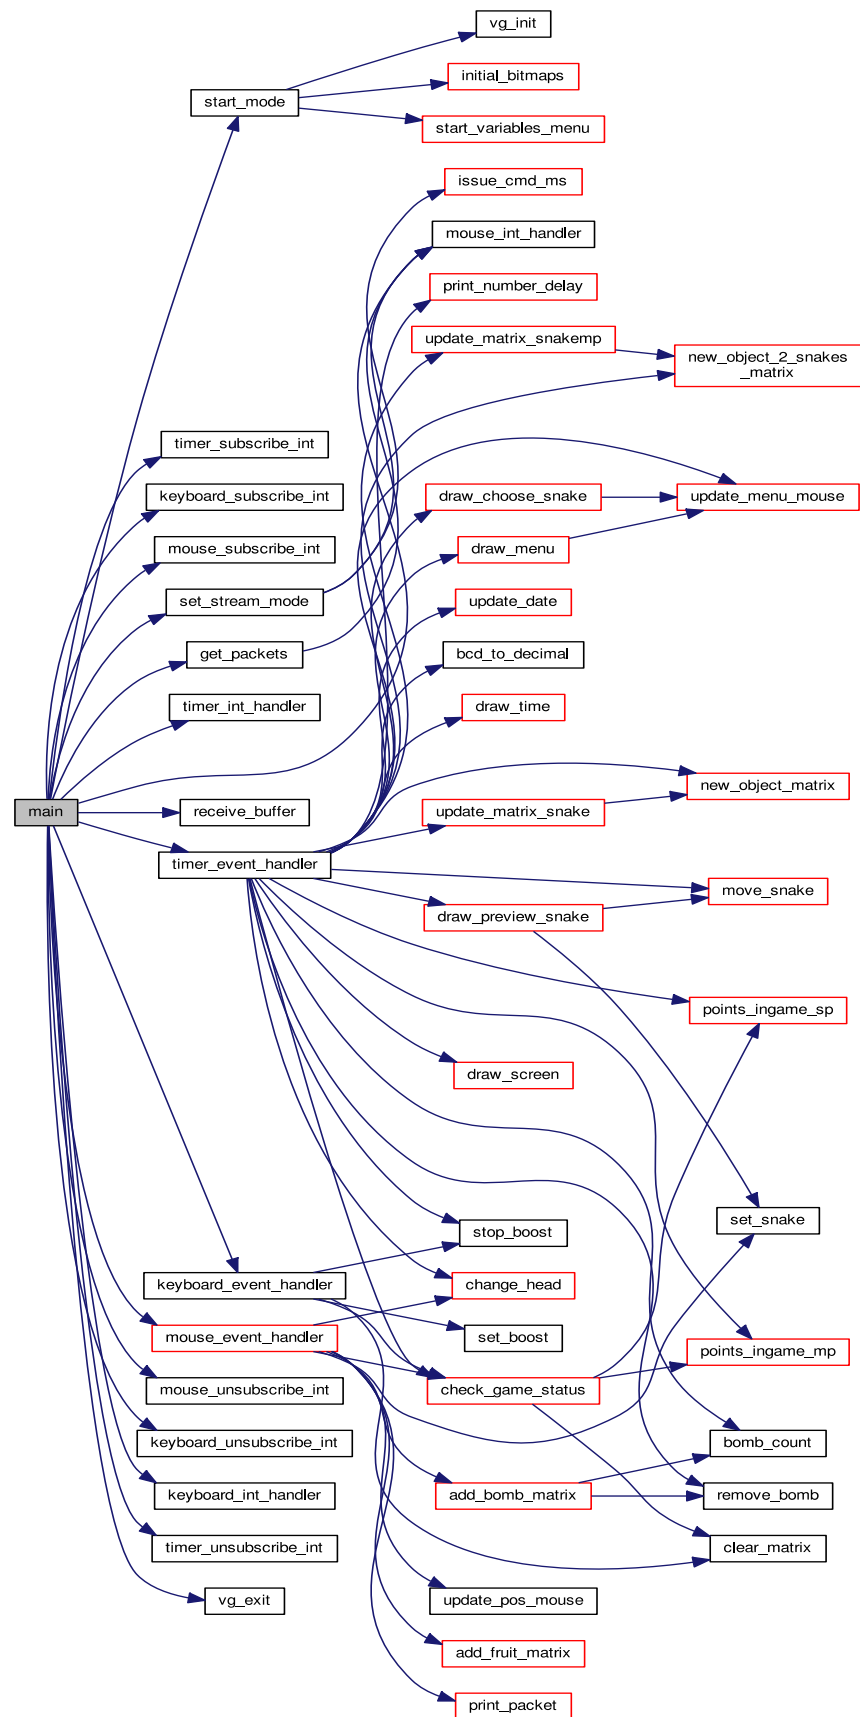 vg_init
initial_bitmaps
start_mode
start_variables_menu
issue_cmd_ms
mouse_int_handler
print_number_delay
update_matrix_snakemp
new_object_2_snakes
_matrix
timer_subscribe_int
keyboard_subscribe_int
draw_choose_snake
update_menu_mouse
mouse_subscribe_int
draw_menu
set_stream_mode
update_date
get_packets
bcd_to_decimal
timer_int_handler
draw_time
new_object_matrix
main
receive_buffer
update_matrix_snake
timer_event_handler
move_snake
draw_preview_snake
points_ingame_sp
draw_screen
set_snake
stop_boost
keyboard_event_handler
change_head
mouse_event_handler
set_boost
points_ingame_mp
mouse_unsubscribe_int
check_game_status
keyboard_unsubscribe_int
bomb_count
keyboard_int_handler
add_bomb_matrix
remove_bomb
timer_unsubscribe_int
clear_matrix
vg_exit
update_pos_mouse
add_fruit_matrix
print_packet